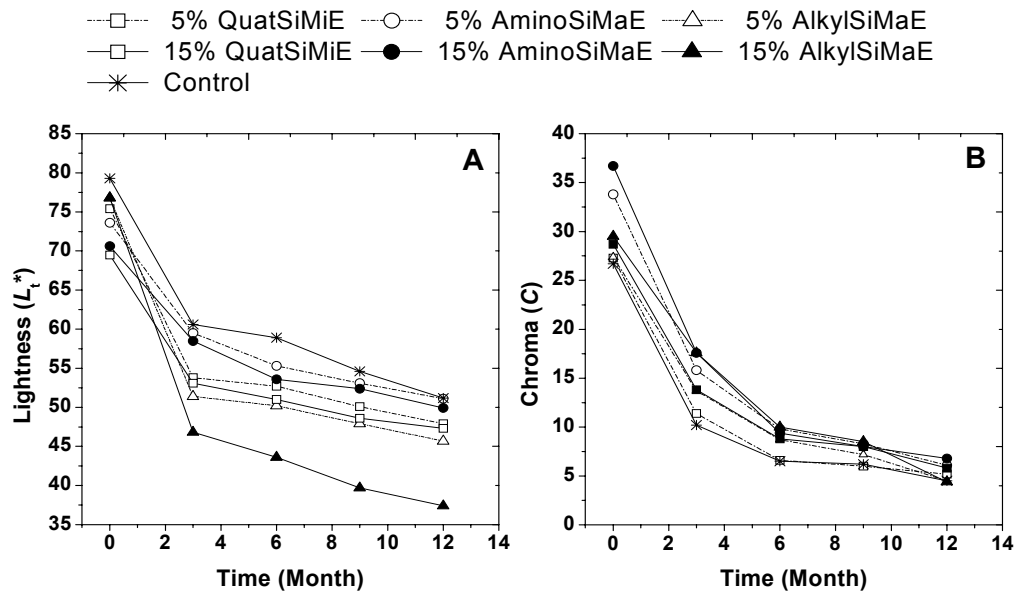 5% QuatSiMiE 5% AminoSiMaE 5% AlkylSiMaE
15% QuatSiMiE 15% AminoSiMaE 15% AlkylSiMaE
Control
A
85
80
75
70
65
60
55
50
45
40
35
Lightness (Lt*)
0 2 4 6 8 10 12 14
Time (Month)
B
40
35
30
25
20
15
10
5
0
Chroma (C)
0 2 4 6 8 10 12 14
Time (Month)